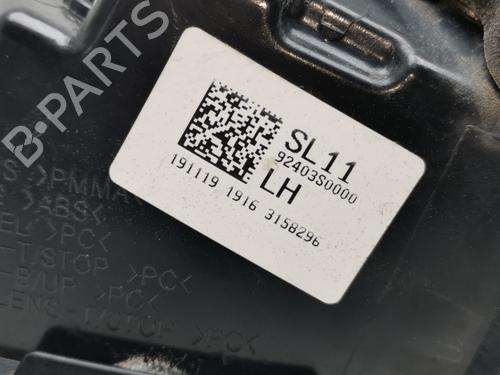 B-PARTS
SL11
92403S0000
LH
191119 1916 3158296
>PMMA<
>ABS<
>PC<
T/STOP >PC<
B/UP >PC<
LENS-T/STOP >PC<